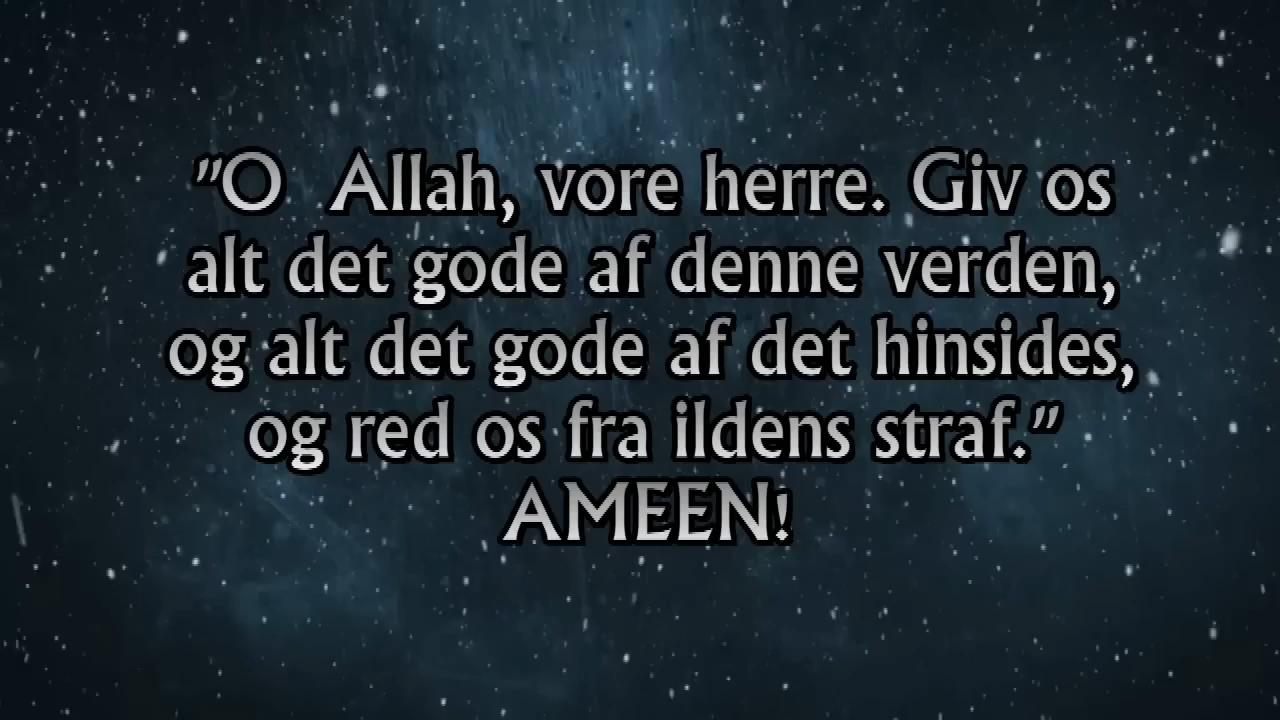 "O Allah, vore herre. Giv os
alt det gode af denne verden,
og alt det gode af det hinsides,
og red os fra ildens straf."
AMEEN!